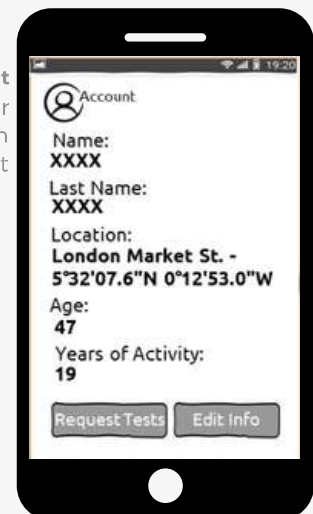 19:20
Account
Name:
XXXX
Last Name:
XXXX
Location:
London Market St. -
5°32'07.6"N 0°12'53.0"W
Age:
47
Years of Activity:
19
Request Tests Edit Info
t
r
n
t